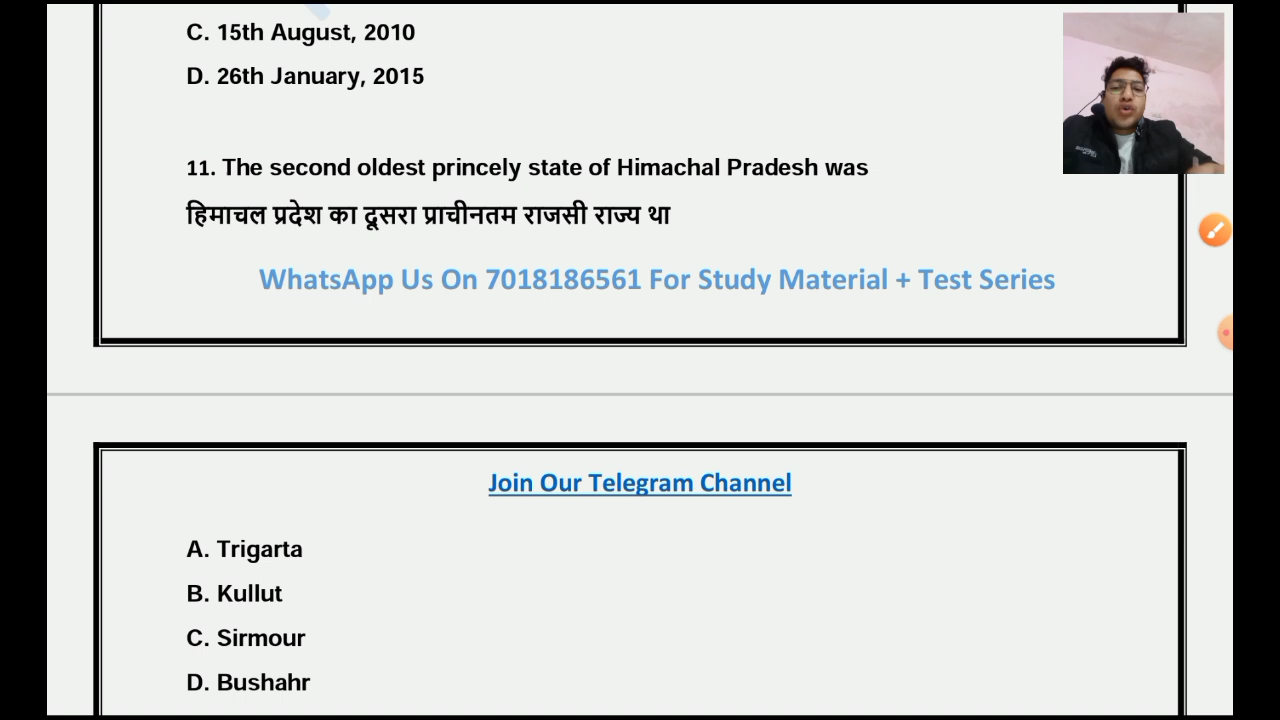 C. 15th August, 2010
D. 26th January, 2015
11. The second oldest princely state of Himachal Pradesh was
हिमाचल प्रदेश का दूसरा प्राचीनतम राजसी राज्य था
WhatsApp Us On 7018186561 For Study Material + Test Series
Join Our Telegram Channel
A. Trigarta
B. Kullut
C. Sirmour
D. Bushahr